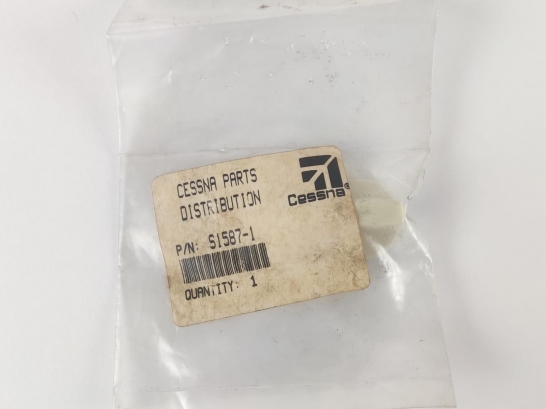 CESSNA PARTS
DISTRIBUTION
Cessna®
P/N: S1587-1
QUANTITY: 1